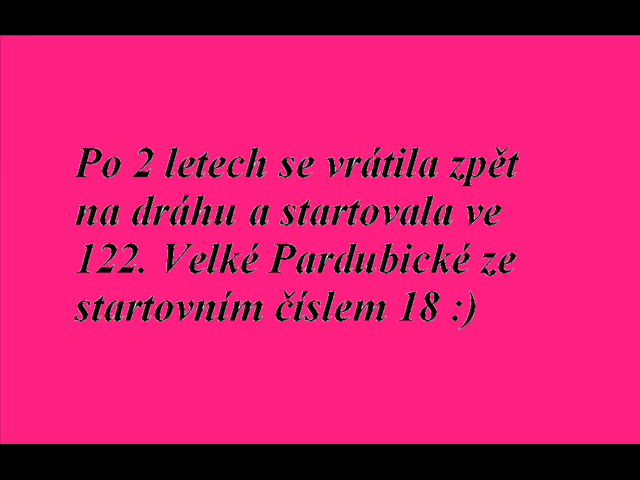 Po 2 letech se vrátila zpět
na dráhu a startovala ve
122. Velké Pardubické ze
startovním číslem 18 :)